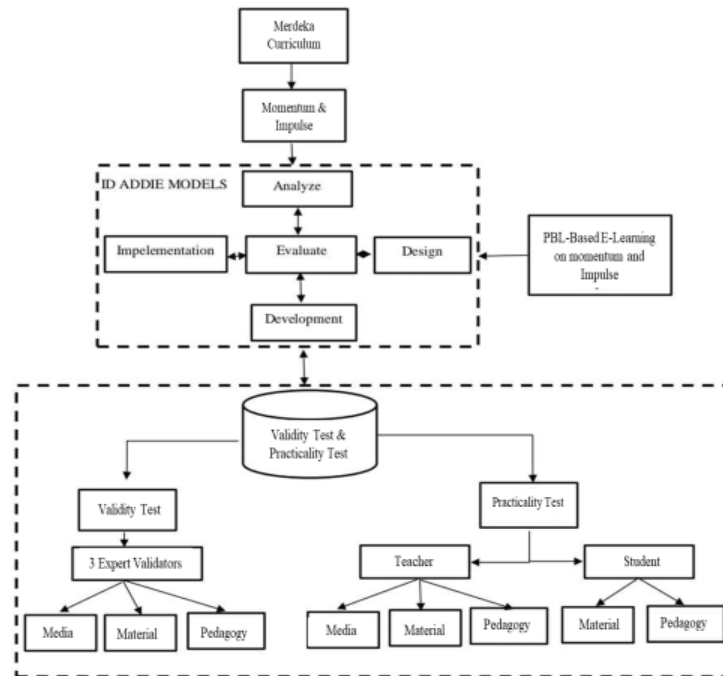 Merdeka
Curriculum
Momentum &
Impulse
ID ADDIE MODELS
Analyze
Impelementation
Evaluate
Design
PBL-Based E-Learning
on momentum and
Impulse
Development
Validity Test &
Practicality Test
Validity Test
Practicality Test
3 Expert Validators
Teacher
Student
Media
Material
Pedagogy
Media
Material
Pedagogy
Material
Pedagogy